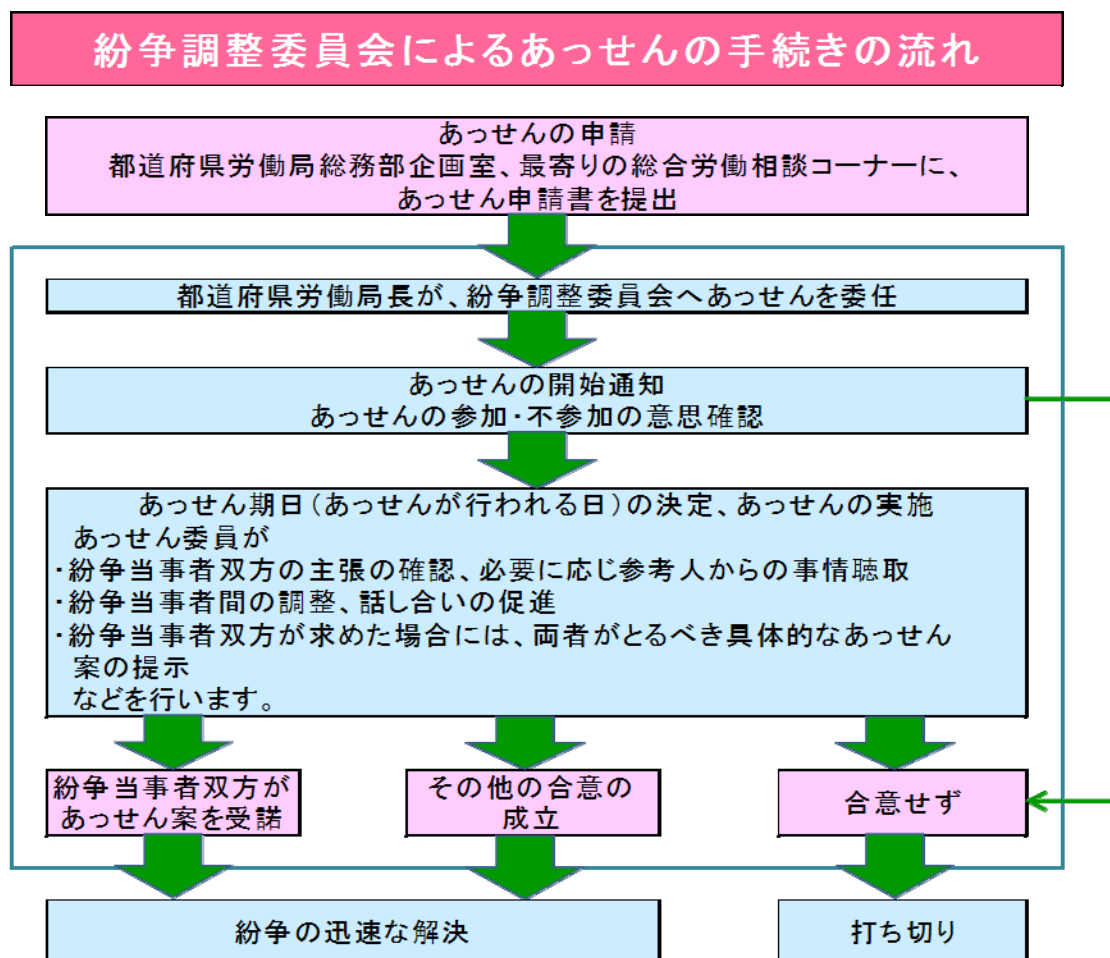 紛争調整委員会によるあっせんの手続きの流れ
あっせんの申請
都道府県労働局総務部企画室、最寄りの総合労働相談コーナーに、
あっせん申請書を提出
都道府県労働局長が、紛争調整委員会へあっせんを委任
あっせんの開始通知
あっせんの参加・不参加の意思確認
あっせん期日（あっせんが行われる日）の決定、あっせんの実施
あっせん委員が
・紛争当事者双方の主張の確認、必要に応じ参考人からの事情聴取
・紛争当事者間の調整、話し合いの促進
・紛争当事者双方が求めた場合には、両者がとるべき具体的なあっせん
案の提示
などを行います。
紛争当事者双方が
あっせん案を受諾
その他の合意の
成立
合意せず
紛争の迅速な解決
打ち切り